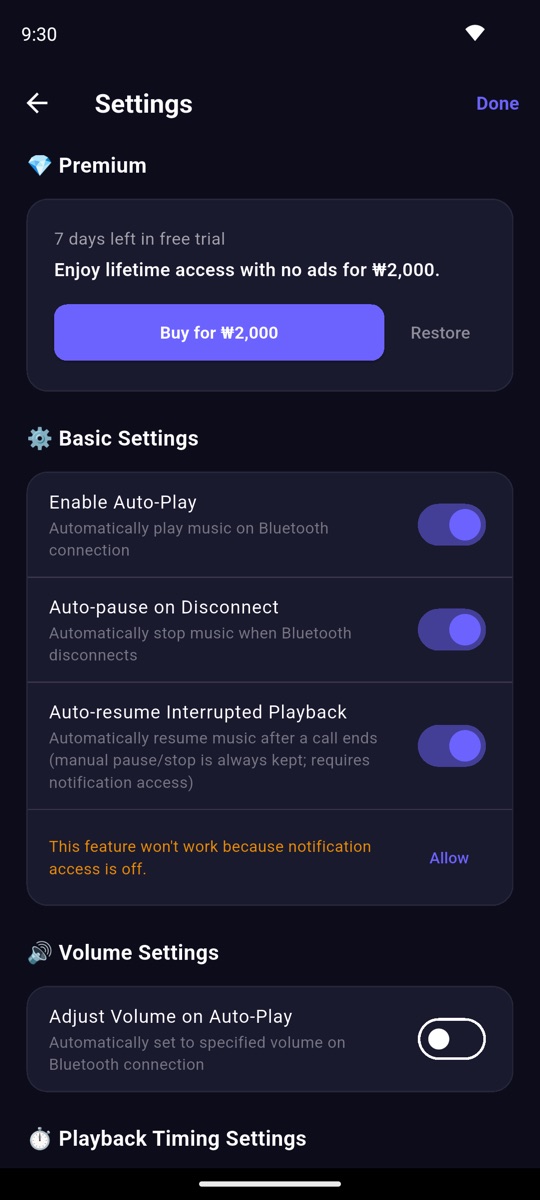 9:30
Settings
Done
💎 Premium
7 days left in free trial
Enjoy lifetime access with no ads for ₩2,000.
Buy for ₩2,000
Restore
⚙️ Basic Settings
Enable Auto-Play
Automatically play music on Bluetooth
connection
Auto-pause on Disconnect
Automatically stop music when Bluetooth
disconnects
Auto-resume Interrupted Playback
Automatically resume music after a call ends
(manual pause/stop is always kept; requires
notification access)
This feature won't work because notification
access is off.
Allow
🔊 Volume Settings
Adjust Volume on Auto-Play
Automatically set to specified volume on
Bluetooth connection
⏱️ Playback Timing Settings